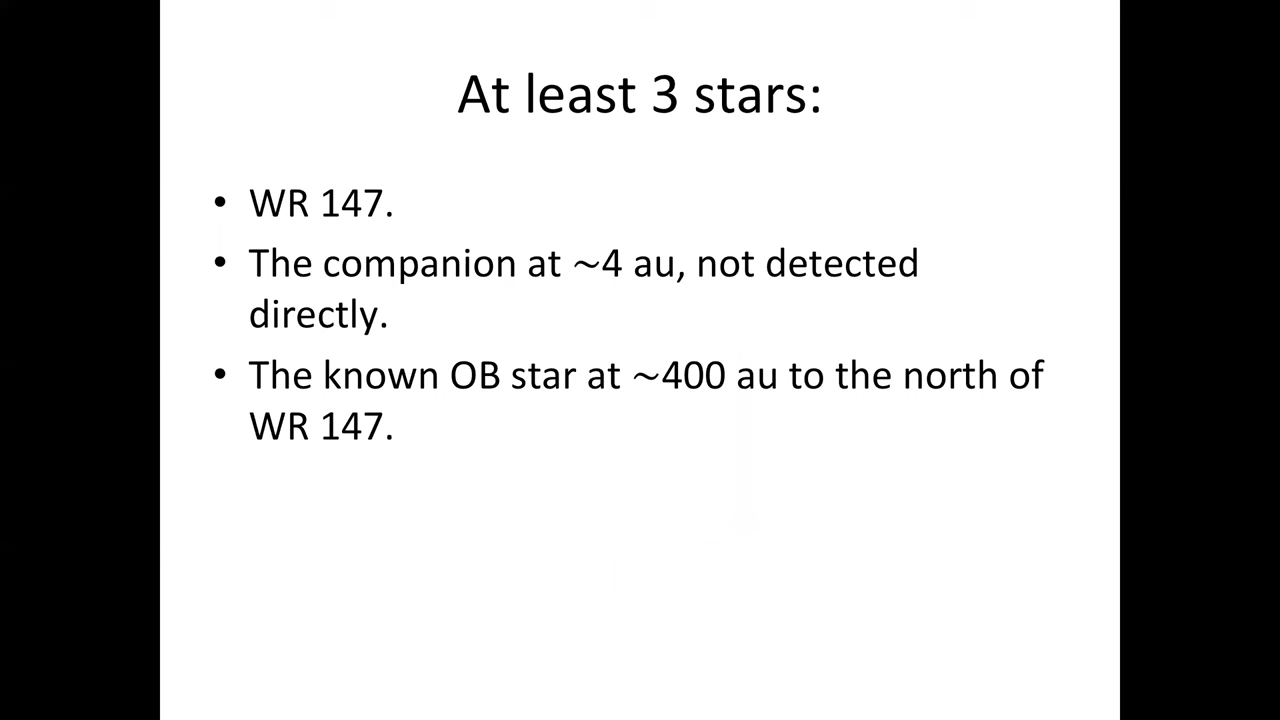 At least 3 stars:
• WR 147.
• The companion at ~4 au, not detected
directly.
• The known OB star at ~400 au to the north of
WR 147.